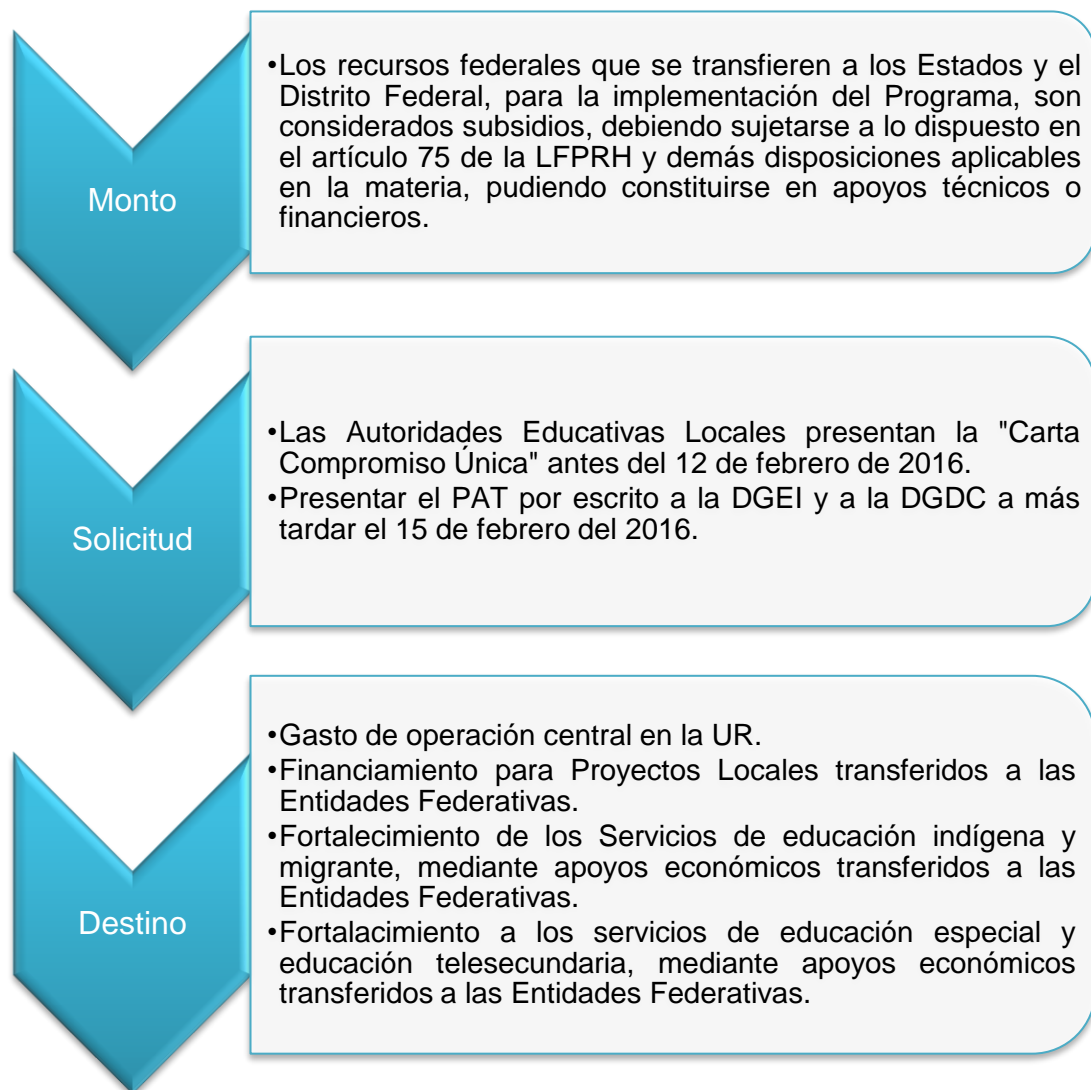 Monto
•Los recursos federales que se transfieren a los Estados y el
Distrito Federal, para la implementación del Programa, son
considerados subsidios, debiendo sujetarse a lo dispuesto en
el artículo 75 de la LFPRH y demás disposiciones aplicables
en la materia, pudiendo constituirse en apoyos técnicos o
financieros.
Solicitud
•Las Autoridades Educativas Locales presentan la "Carta
Compromiso Única" antes del 12 de febrero de 2016.
•Presentar el PAT por escrito a la DGEI y a la DGDC a más
tardar el 15 de febrero del 2016.
Destino
•Gasto de operación central en la UR.
•Financiamiento para Proyectos Locales transferidos a las
Entidades Federativas.
•Fortalecimiento de los Servicios de educación indígena y
migrante, mediante apoyos económicos transferidos a las
Entidades Federativas.
•Fortalacimiento a los servicios de educación especial y
educación telesecundaria, mediante apoyos económicos
transferidos a las Entidades Federativas.